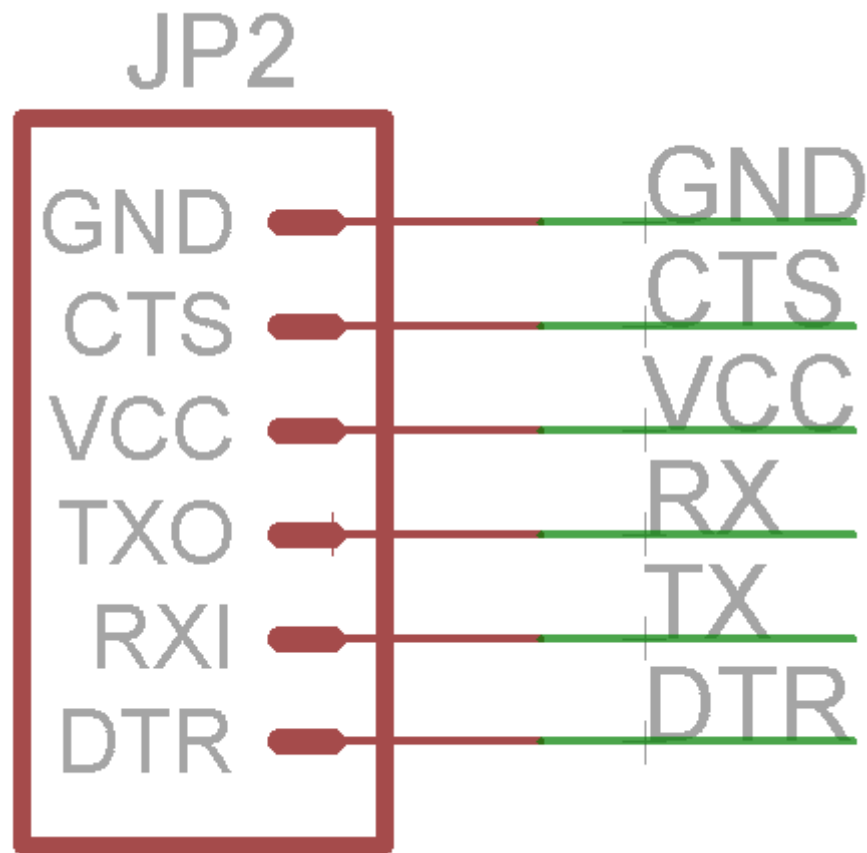 JP2
GND GND
CTS CTS
VCC VCC
TXO RX
RXI TX
DTR DTR